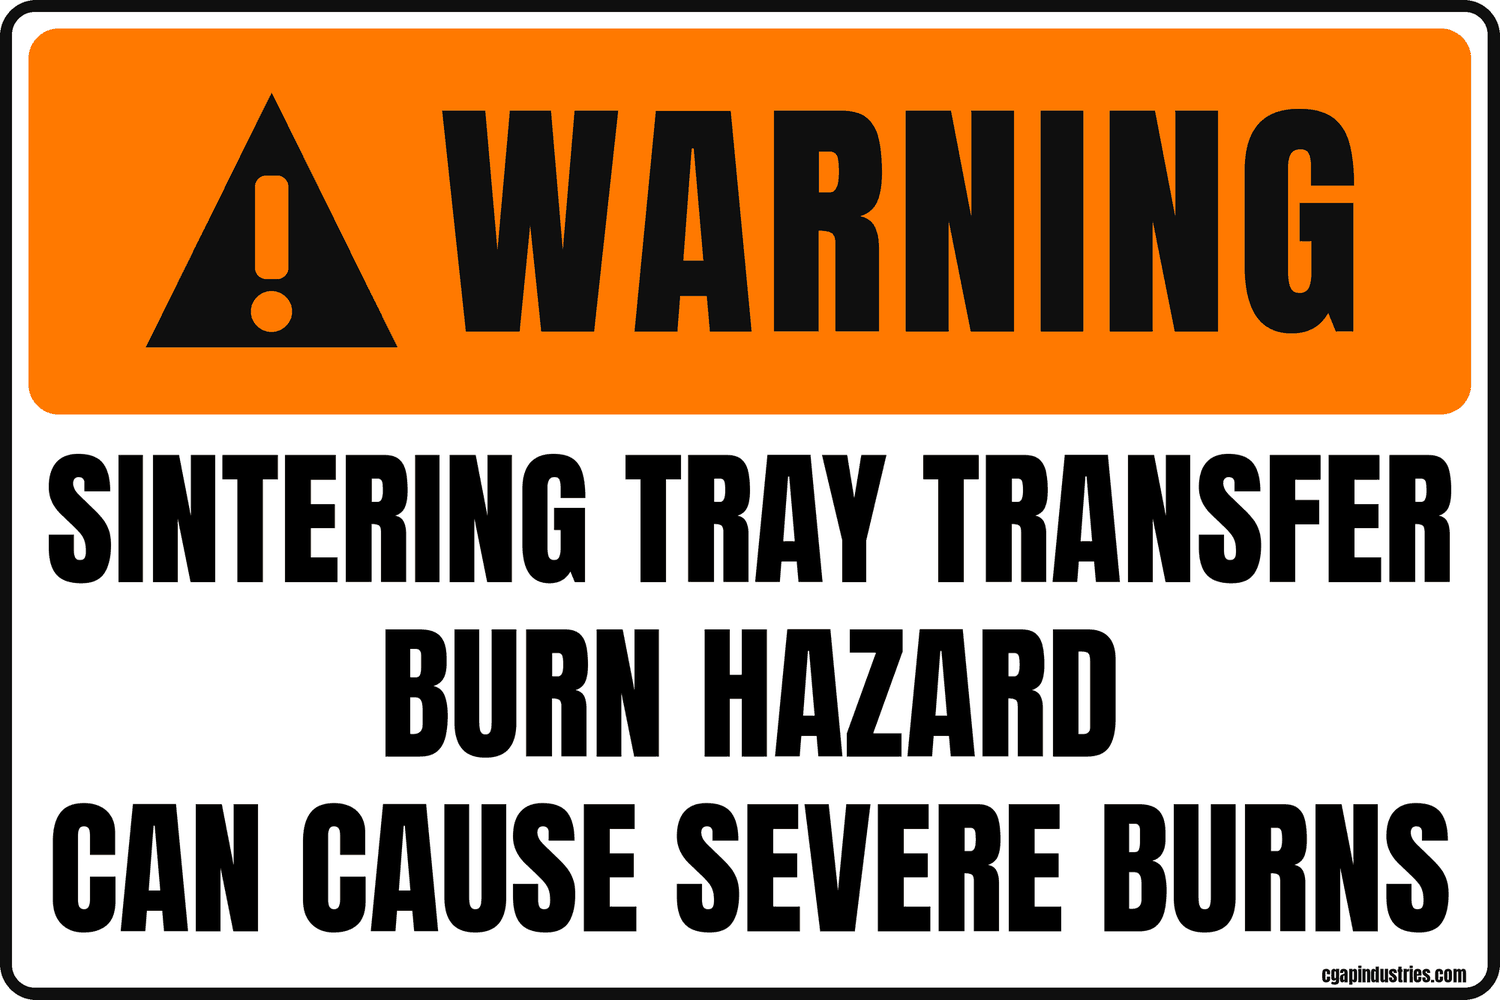 WARNING
SINTERING TRAY TRANSFER
BURN HAZARD
CAN CAUSE SEVERE BURNS
cgapindustries.com